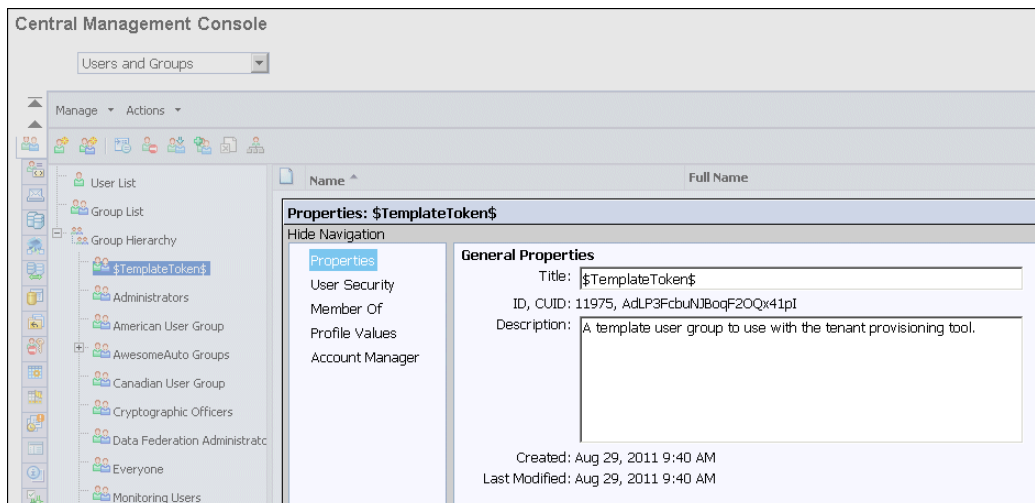 Central Management Console
Users and Groups
Manage Actions
Name Full Name
User List
Group List
Group Hierarchy
$TemplateToken$
Administrators
American User Group
AwesomeAuto Groups
Canadian User Group
Cryptographic Officers
Data Federation Administratc
Everyone
Monitoring Users
Properties: $TemplateToken$
Hide Navigation
Properties
User Security
Member Of
Profile Values
Account Manager
General Properties
Title: $TemplateToken$
ID, CUID: 11975, AdLP3FcbuNJBoqF2OQx41pI
Description: A template user group to use with the tenant provisioning tool.
Created: Aug 29, 2011 9:40 AM
Last Modified: Aug 29, 2011 9:40 AM